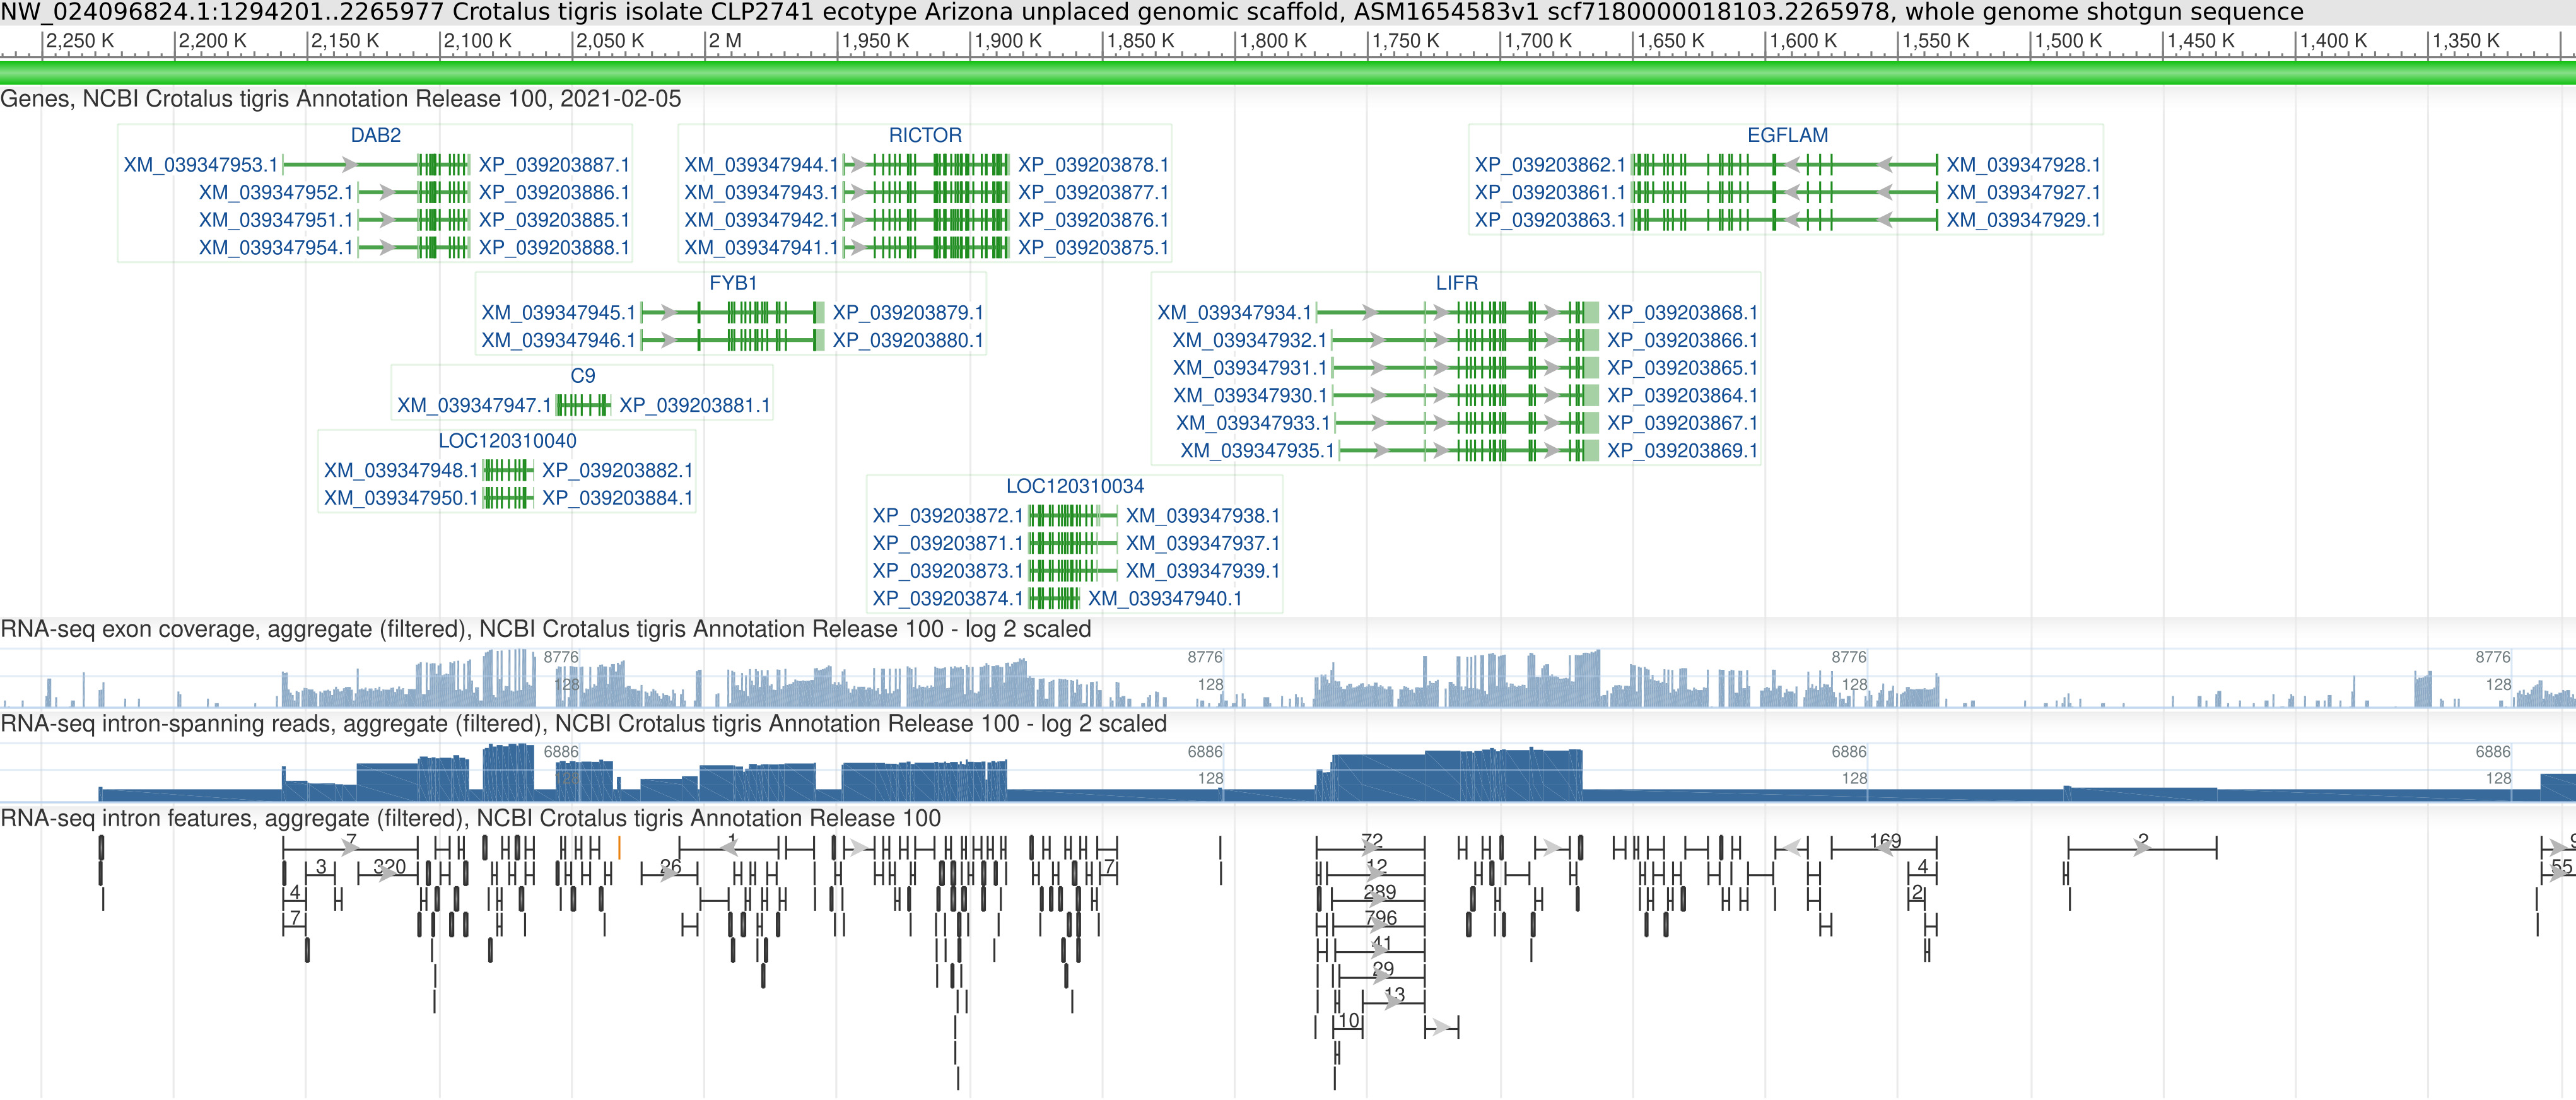 NW_024096824.1:1294201..2265977 Crotalus tigris isolate CLP2741 ecotype Arizona unplaced genomic scaffold, ASM1654583v1 scf7180000018103.2265978, whole genome shotgun sequence
2,250 K 2,200 K 2,150 K 2,100 K 2,050 K 2 M 1,950 K 1,900 K 1,850 K 1,800 K 1,750 K 1,700 K 1,650 K 1,600 K 1,550 K 1,500 K 1,450 K 1,400 K 1,350 K
Genes, NCBI Crotalus tigris Annotation Release 100, 2021-02-05
DAB2
XM_039347953.1 XP_039203887.1
XM_039347952.1 XP_039203886.1
XM_039347951.1 XP_039203885.1
XM_039347954.1 XP_039203888.1
RICTOR
XM_039347944.1 XP_039203878.1
XM_039347943.1 XP_039203877.1
XM_039347942.1 XP_039203876.1
XM_039347941.1 XP_039203875.1
EGFLAM
XP_039203862.1 XM_039347928.1
XP_039203861.1 XM_039347927.1
XP_039203863.1 XM_039347929.1
FYB1
XM_039347945.1 XP_039203879.1
XM_039347946.1 XP_039203880.1
LIFR
XM_039347934.1 XP_039203868.1
XM_039347932.1 XP_039203866.1
XM_039347931.1 XP_039203865.1
XM_039347930.1 XP_039203864.1
XM_039347933.1 XP_039203867.1
XM_039347935.1 XP_039203869.1
C9
XM_039347947.1 XP_039203881.1
LOC120310040
XM_039347948.1 XP_039203882.1
XM_039347950.1 XP_039203884.1
LOC120310034
XP_039203872.1 XM_039347938.1
XP_039203871.1 XM_039347937.1
XP_039203873.1 XM_039347939.1
XP_039203874.1 XM_039347940.1
RNA-seq exon coverage, aggregate (filtered), NCBI Crotalus tigris Annotation Release 100 - log 2 scaled
8776 8776 8776 8776
128 128 128 128
RNA-seq intron-spanning reads, aggregate (filtered), NCBI Crotalus tigris Annotation Release 100 - log 2 scaled
6886 6886 6886 6886
128 128 128 128
RNA-seq intron features, aggregate (filtered), NCBI Crotalus tigris Annotation Release 100
7 1 72 169 2 9
3 320 26 7 12 4 55
4 289 2
7 796
41
29
13
10